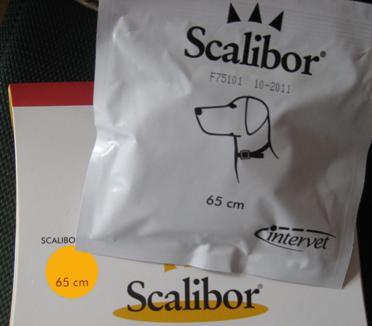 Scalibor®
F75101 10-2011
65 cm
intervet
SCALIBO
65 cm
Scalibor®